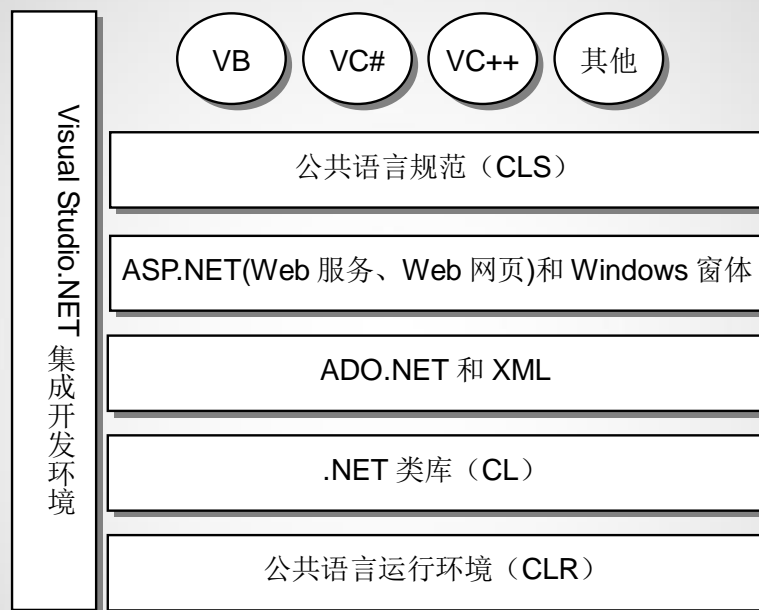 Visual Studio.NET 集成开发环境
VB
VC#
VC++
其他
公共语言规范（CLS）
ASP.NET(Web 服务、Web 网页)和 Windows 窗体
ADO.NET 和 XML
.NET 类库（CL）
公共语言运行环境（CLR）